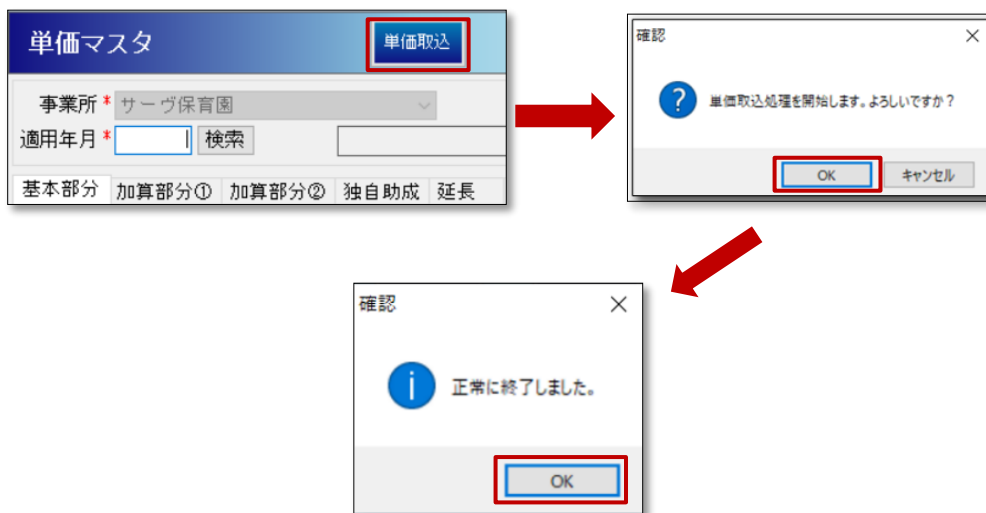 単価マスタ 単価取込
事業所 * サーヴ保育園
適用年月 * 検索
基本部分 加算部分① 加算部分② 独自助成 延長
確認
単価取込処理を開始します。よろしいですか？
OK キャンセル
確認
正常に終了しました。
OK